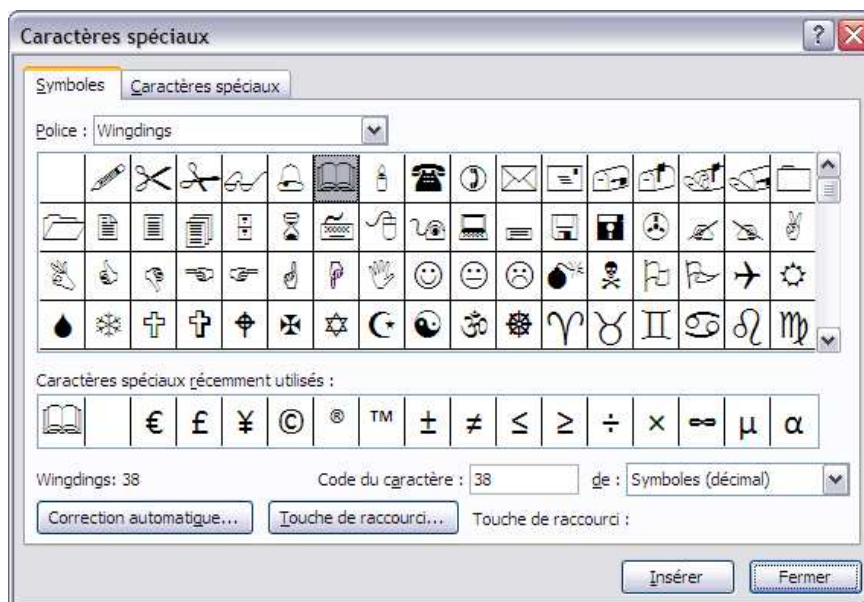 Caractères spéciaux
Symboles Caractères spéciaux
Police : Wingdings
Caractères spéciaux récemment utilisés :
€ £ ¥ © ® ™ ± ≠ ≤ ≥ ÷ × ∞ µ α
Wingdings: 38 Code du caractère : 38 de : Symboles (décimal)
Correction automatique... Touche de raccourci... Touche de raccourci :
Insérer Fermer